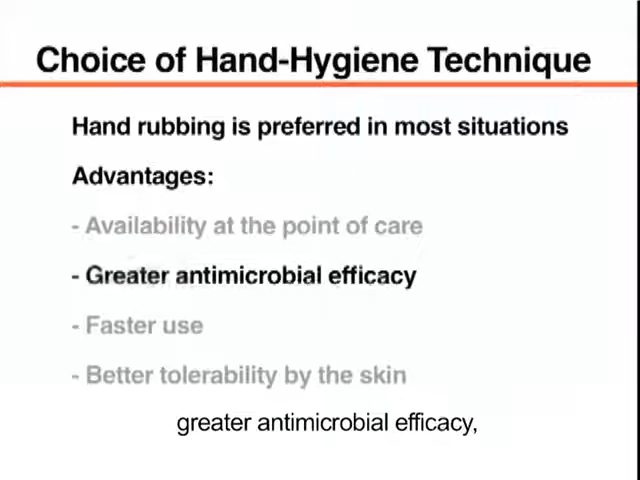 Choice of Hand-Hygiene Technique
Hand rubbing is preferred in most situations
Advantages:
- Availability at the point of care
- Greater antimicrobial efficacy
- Faster use
- Better tolerability by the skin
greater antimicrobial efficacy,